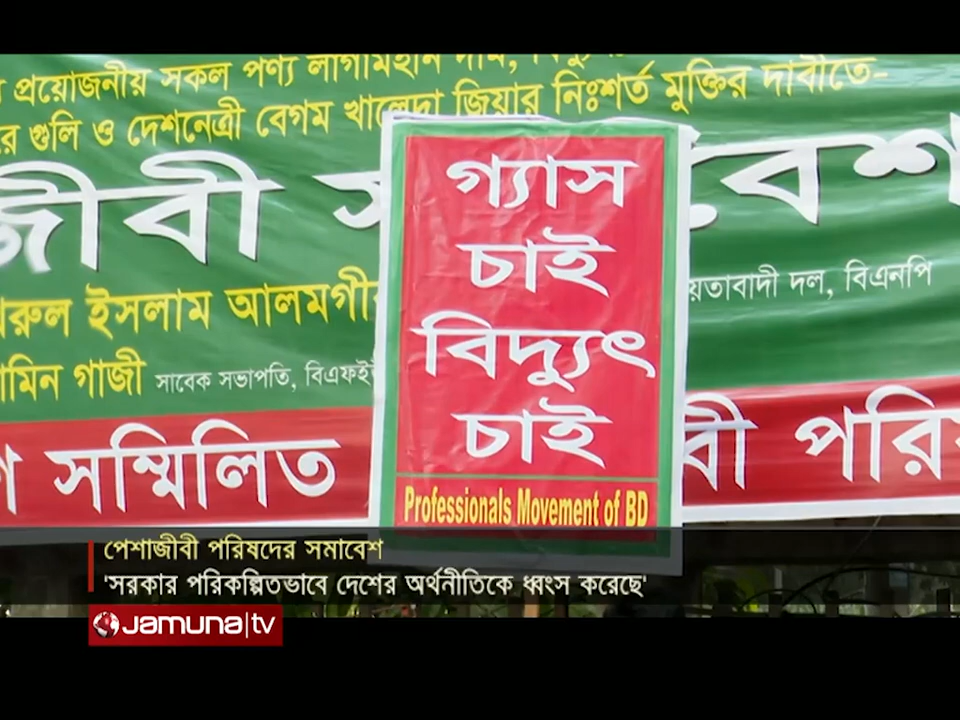 প্রয়োজনীয় সকল পণ্য লাগামহীন দাম,
গুলি ও দেশনেত্রী বেগম খালেদা জিয়ার নিঃশর্ত মুক্তির দাবীতে-
জীবী স
বেশ
রুল ইসলাম আলমগীর
য়তাবাদী দল, বিএনপি
মিন গাজী সাবেক সভাপতি, বিএফইউ
সম্মিলিত
বী পরিষ
গ্যাস
চাই
বিদ্যুৎ
চাই
Professionals Movement of BD
পেশাজীবী পরিষদের সমাবেশ
'সরকার পরিকল্পিতভাবে দেশের অর্থনীতিকে ধ্বংস করেছে'
JAMUNA|tv